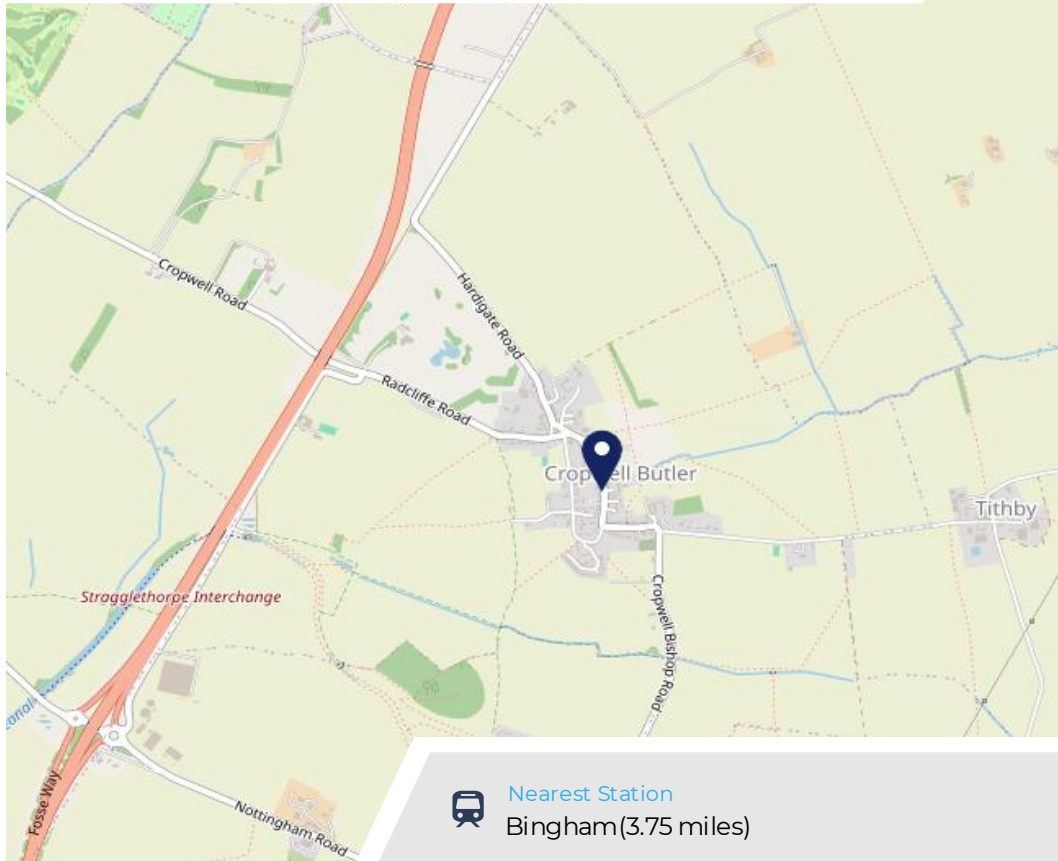 Cropwell Road
Hardigate Road
Radcliffe Road
Cropwell Butler
Tithby
Stragglethorpe Interchange
Cropwell Bishop Road
Fosse Way
Nottingham Road
Nearest Station
Bingham(3.75 miles)